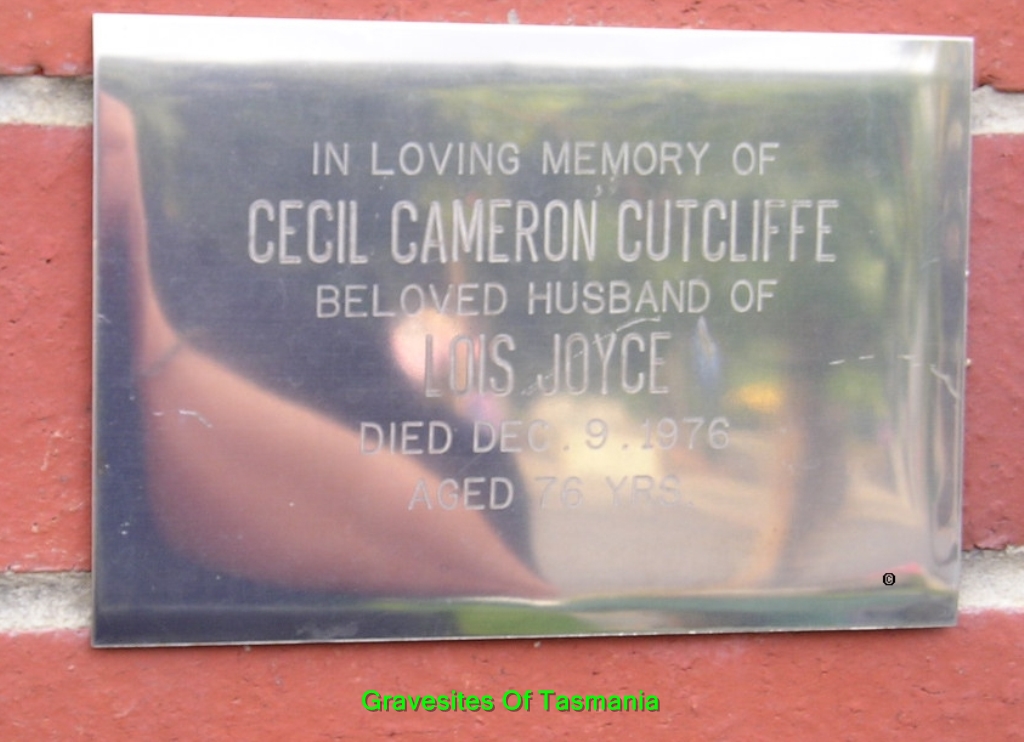 IN LOVING MEMORY OF
CECIL CAMERON CUTCLIFFE
BELOVED HUSBAND OF
LOIS JOYCE
DIED DEC. 9. 1976
AGED 76 YRS.
©
Gravesites Of Tasmania